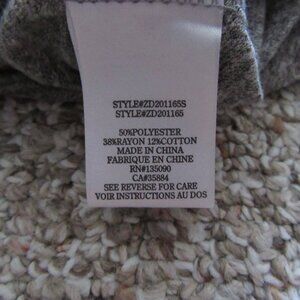 STYLE#ZD201165S
STYLE#ZD201165
50%POLYESTER
38%RAYON 12%COTTON
MADE IN CHINA
FABRIQUE EN CHINE
RN#135090
CA#35884
SEE REVERSE FOR CARE
VOIR INSTRUCTIONS AU DOS